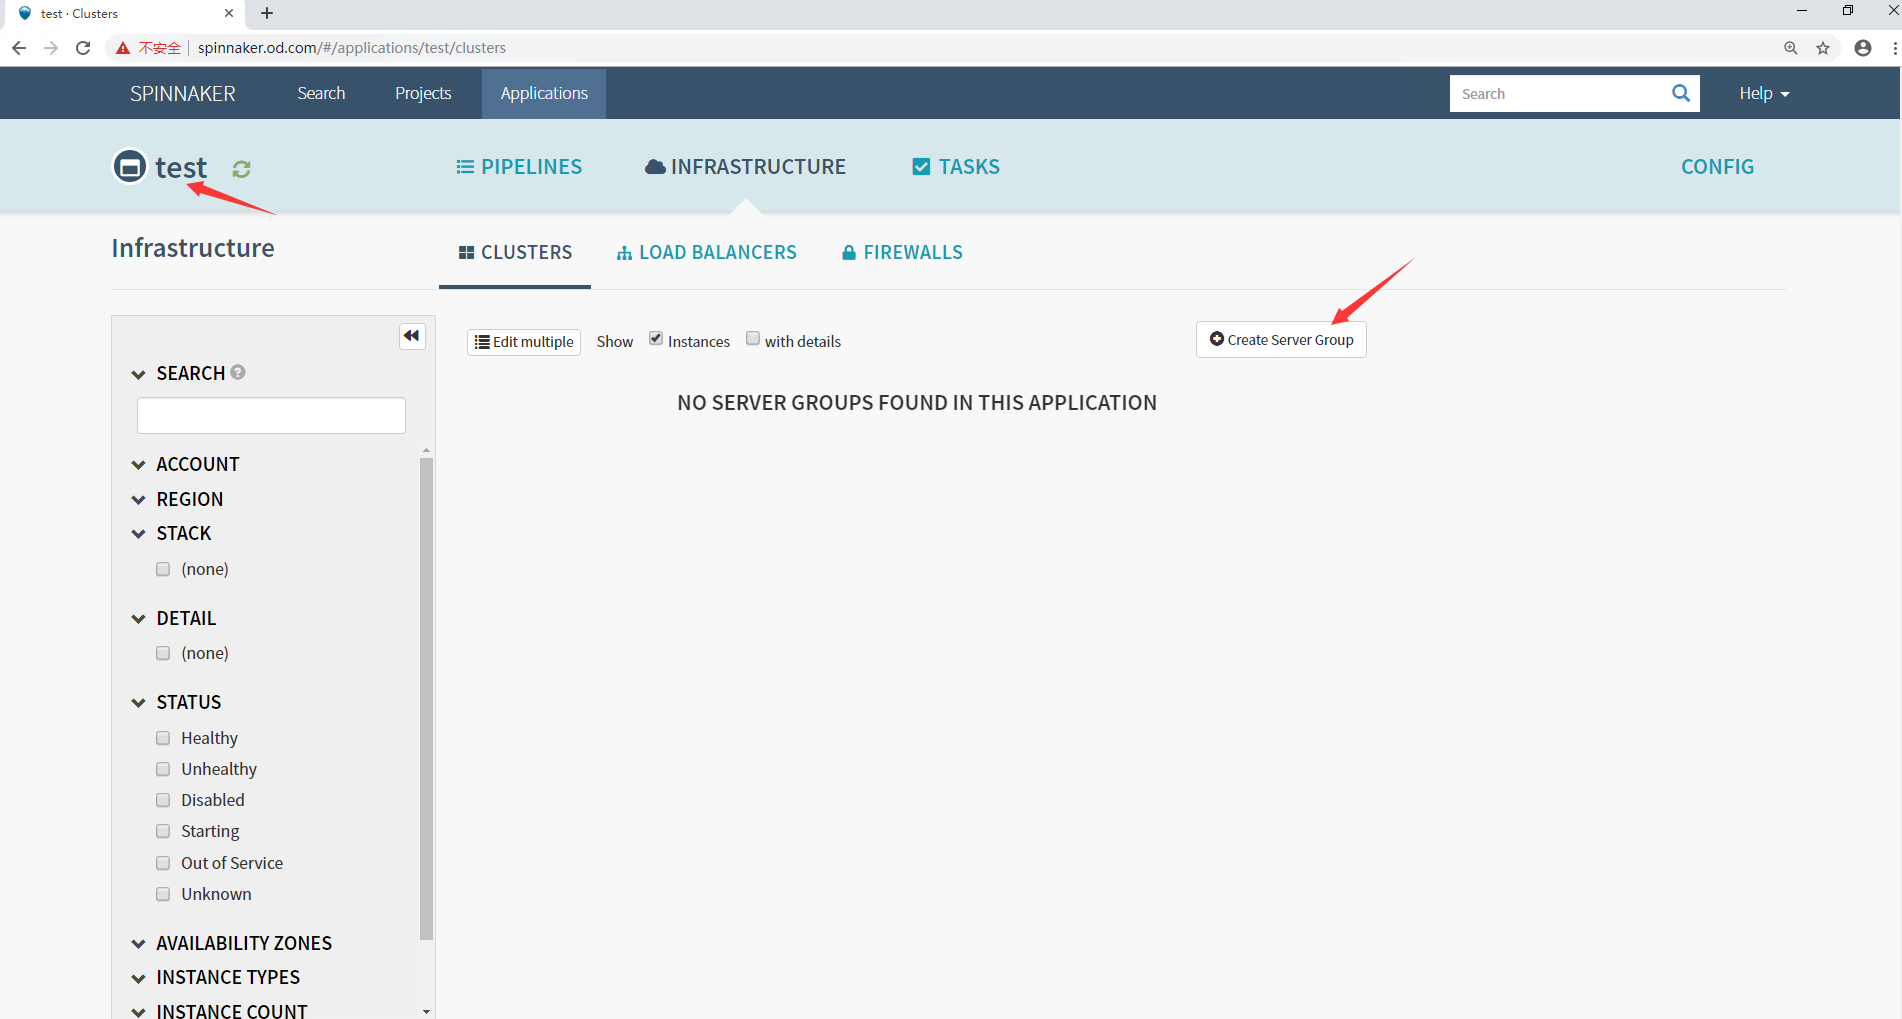 test · Clusters
不安全 spinnaker.od.com/#/applications/test/clusters
SPINNAKER Search Projects Applications Search Help
test PIPELINES INFRASTRUCTURE TASKS CONFIG
Infrastructure CLUSTERS LOAD BALANCERS FIREWALLS
Edit multiple Show Instances with details Create Server Group
NO SERVER GROUPS FOUND IN THIS APPLICATION
SEARCH
ACCOUNT
REGION
STACK
(none)
DETAIL
(none)
STATUS
Healthy
Unhealthy
Disabled
Starting
Out of Service
Unknown
AVAILABILITY ZONES
INSTANCE TYPES
INSTANCE COUNT